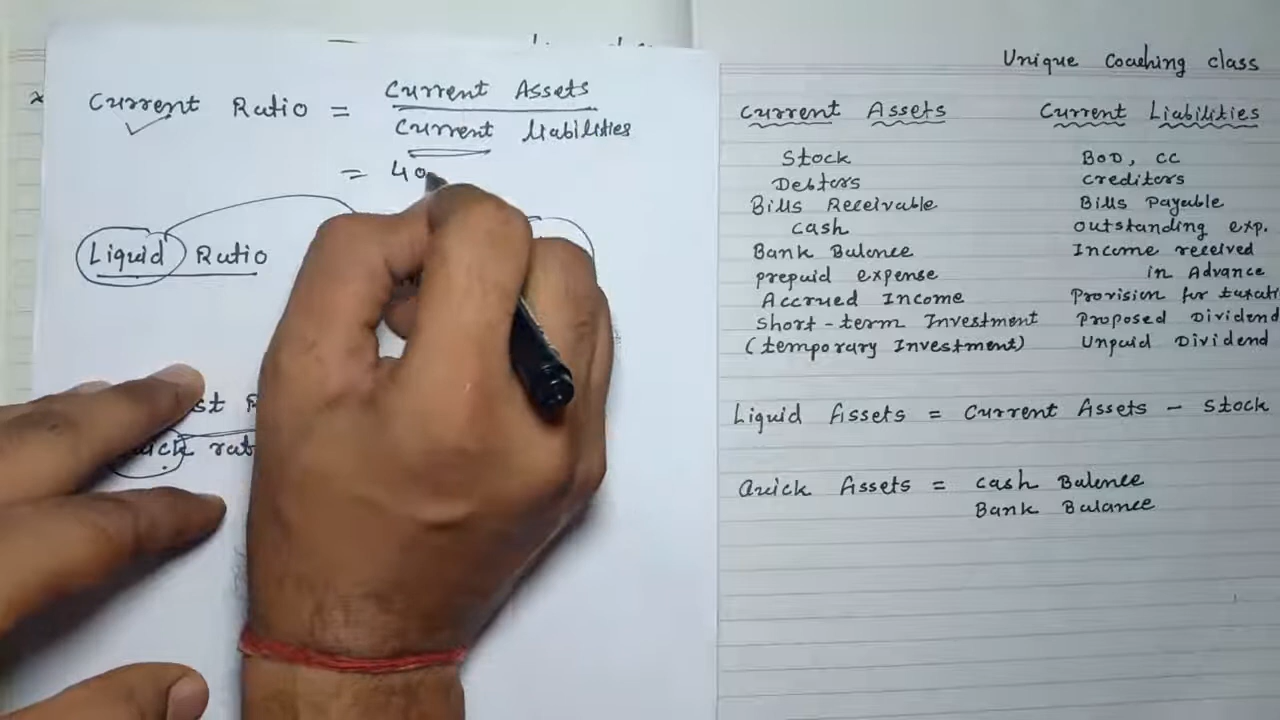 Current Ratio = Current Assets
Current liabilities
= 40
Liquid Ratio
Unique Coaching class
Current Assets
Stock
Debtors
Bills Receivable
cash
Bank Balence
prepaid expense
Accrued Income
Short-term Investment
(temporary Investment)
Current Liabilities
BOD, CC
creditors
Bills Payable
outstanding exp.
Income received
in Advance
Provision for taxati
Proposed Dividend
Unpaid Dividend
Liquid Assets = Current Assets - Stock
Quick Assets = cash Balence
Bank Balance